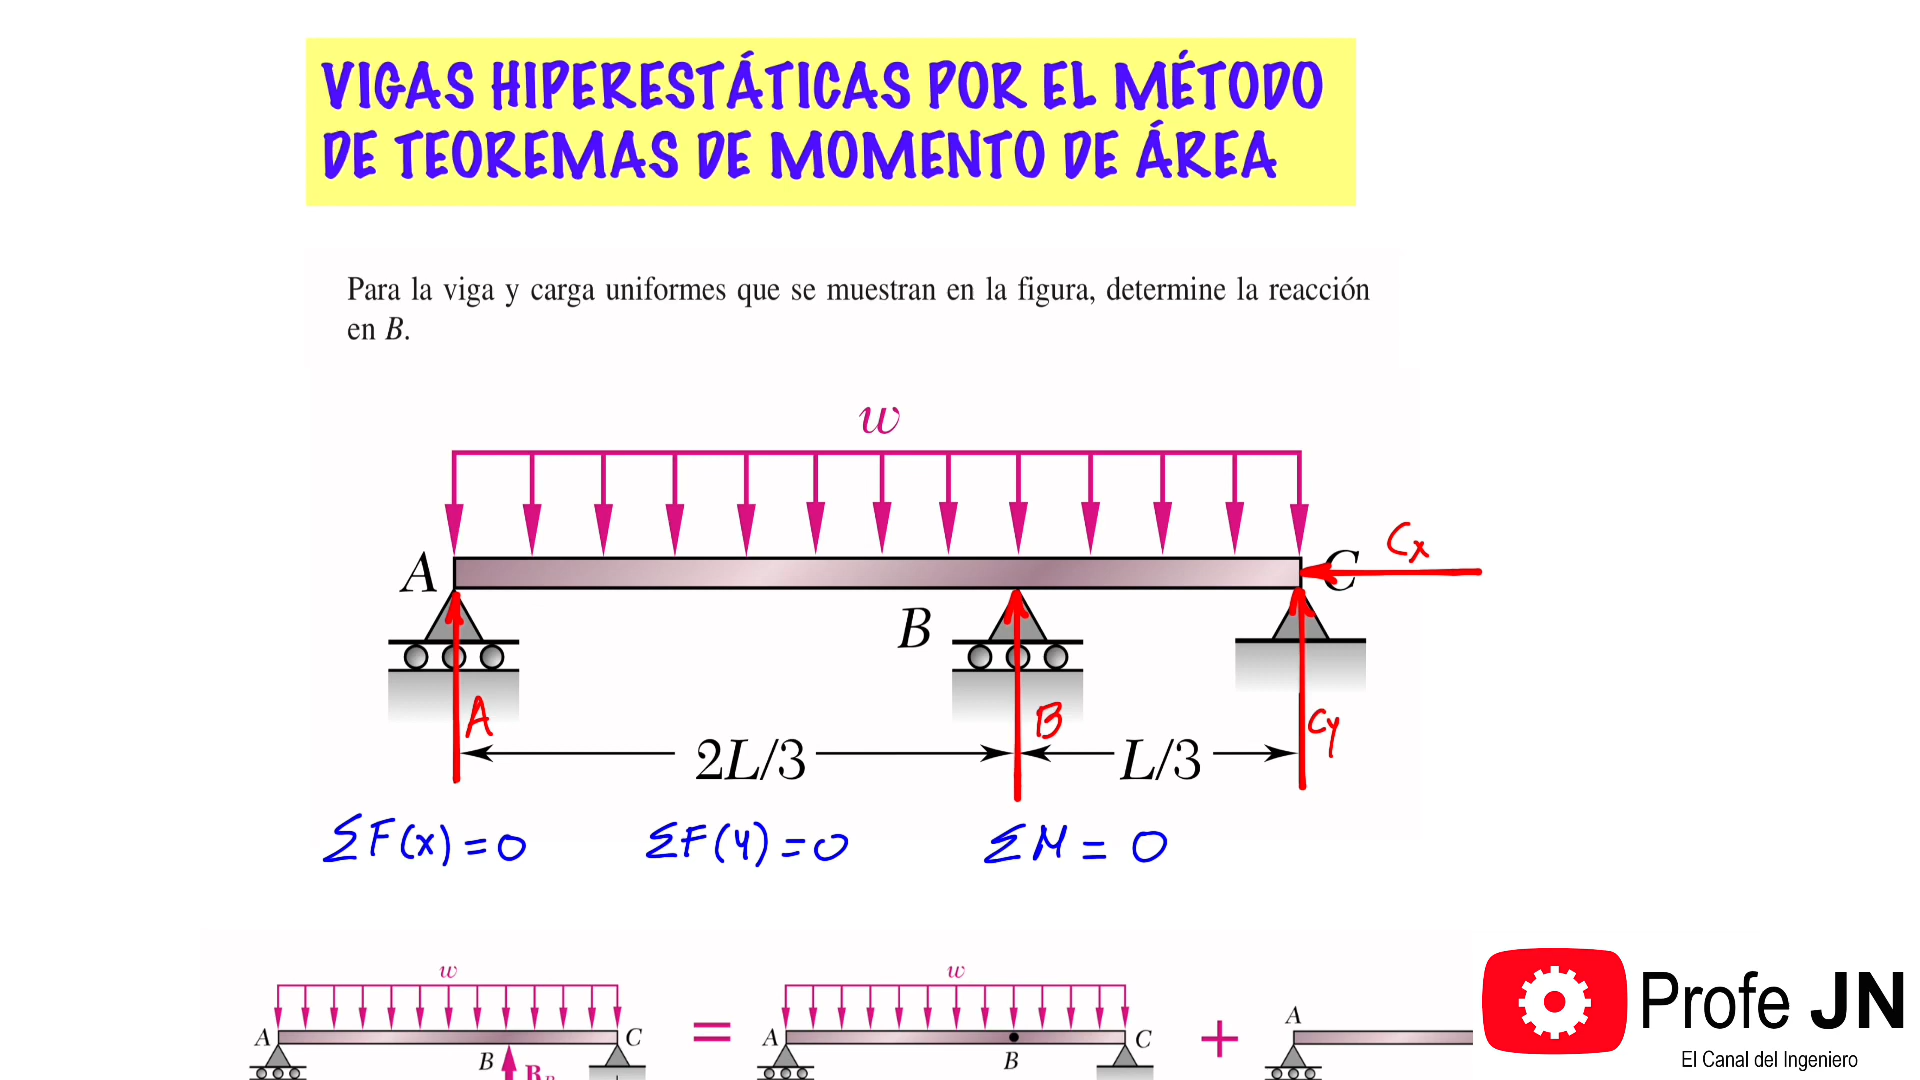 VIGAS HIPERESTÁTICAS POR EL MÉTODO
DE TEOREMAS DE MOMENTO DE ÁREA
Para la viga y carga uniformes que se muestran en la figura, determine la reacción
en B.
w
A
C
Cx
B
A
B
Cy
2L/3
L/3
ΣF(x)=0
ΣF(y)=0
ΣM=0
w
A
B
C
R_B
=
w
A
B
C
+
A
Profe JN
El Canal del Ingeniero